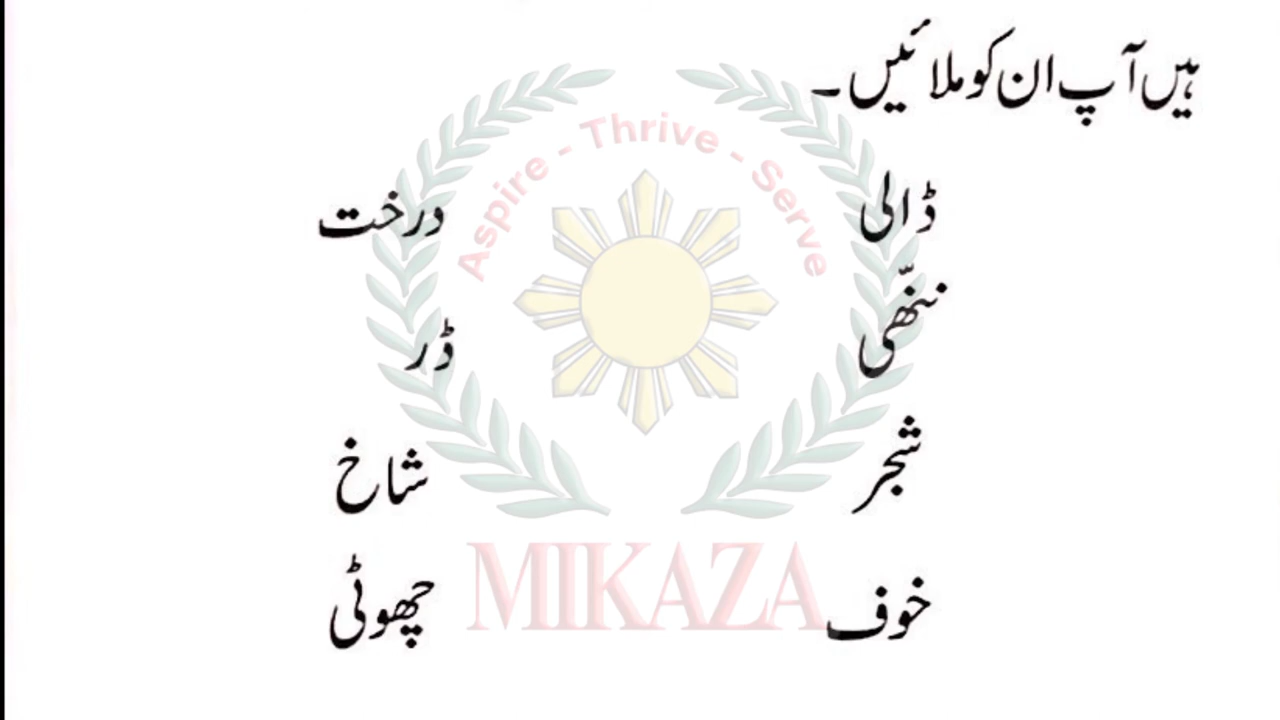 ہیں آپ ان کو ملائیں۔
Aspire - Thrive - Serve
ڈالی درخت
ننّھی ڈر
شجر شاخ
خوف چھوٹی
MIKAZA